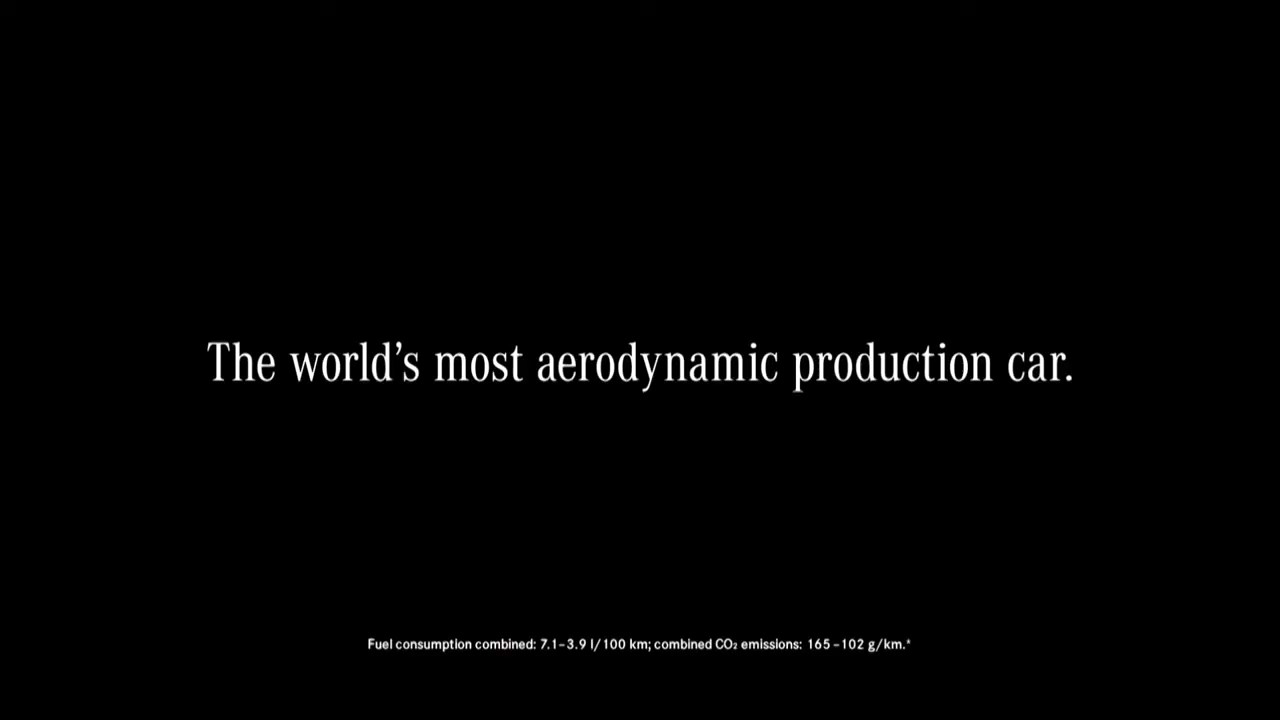 The world’s most aerodynamic production car.
Fuel consumption combined: 7.1–3.9 l/100 km; combined CO₂ emissions: 165–102 g/km.*